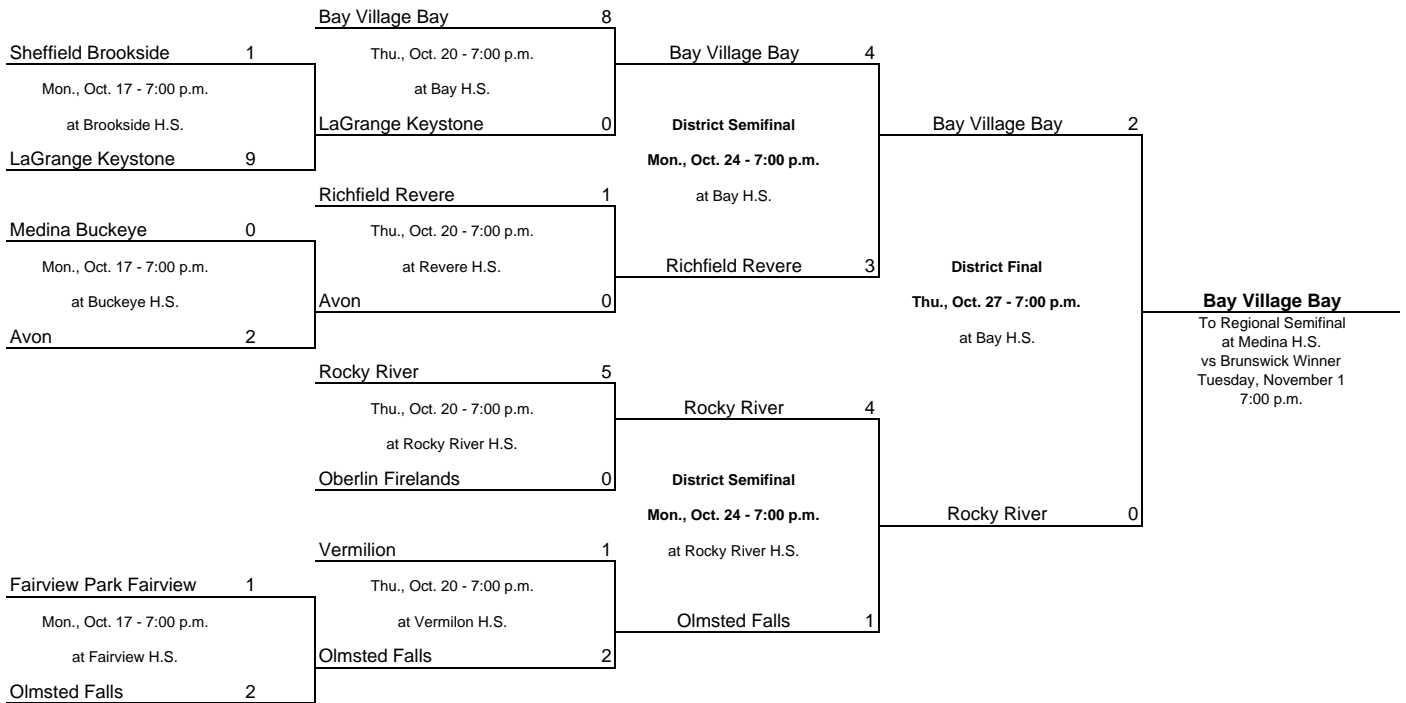 Sheffield Brookside 1
Mon., Oct. 17 - 7:00 p.m.
at Brookside H.S.
LaGrange Keystone 9
Medina Buckeye 0
Mon., Oct. 17 - 7:00 p.m.
at Buckeye H.S.
Avon 2
Fairview Park Fairview 1
Mon., Oct. 17 - 7:00 p.m.
at Fairview H.S.
Olmsted Falls 2
Bay Village Bay 8
Thu., Oct. 20 - 7:00 p.m.
at Bay H.S.
LaGrange Keystone 0
Richfield Revere 1
Thu., Oct. 20 - 7:00 p.m.
at Revere H.S.
Avon 0
Rocky River 5
Thu., Oct. 20 - 7:00 p.m.
at Rocky River H.S.
Oberlin Firelands 0
Vermilion 1
Thu., Oct. 20 - 7:00 p.m.
at Vermilon H.S.
Olmsted Falls 2
Bay Village Bay 4
District Semifinal
Mon., Oct. 24 - 7:00 p.m.
at Bay H.S.
Richfield Revere 3
Rocky River 4
District Semifinal
Mon., Oct. 24 - 7:00 p.m.
at Rocky River H.S.
Olmsted Falls 1
Bay Village Bay 2
District Final
Thu., Oct. 27 - 7:00 p.m.
at Bay H.S.
Rocky River 0
Bay Village Bay
To Regional Semifinal
at Medina H.S.
vs Brunswick Winner
Tuesday, November 1
7:00 p.m.